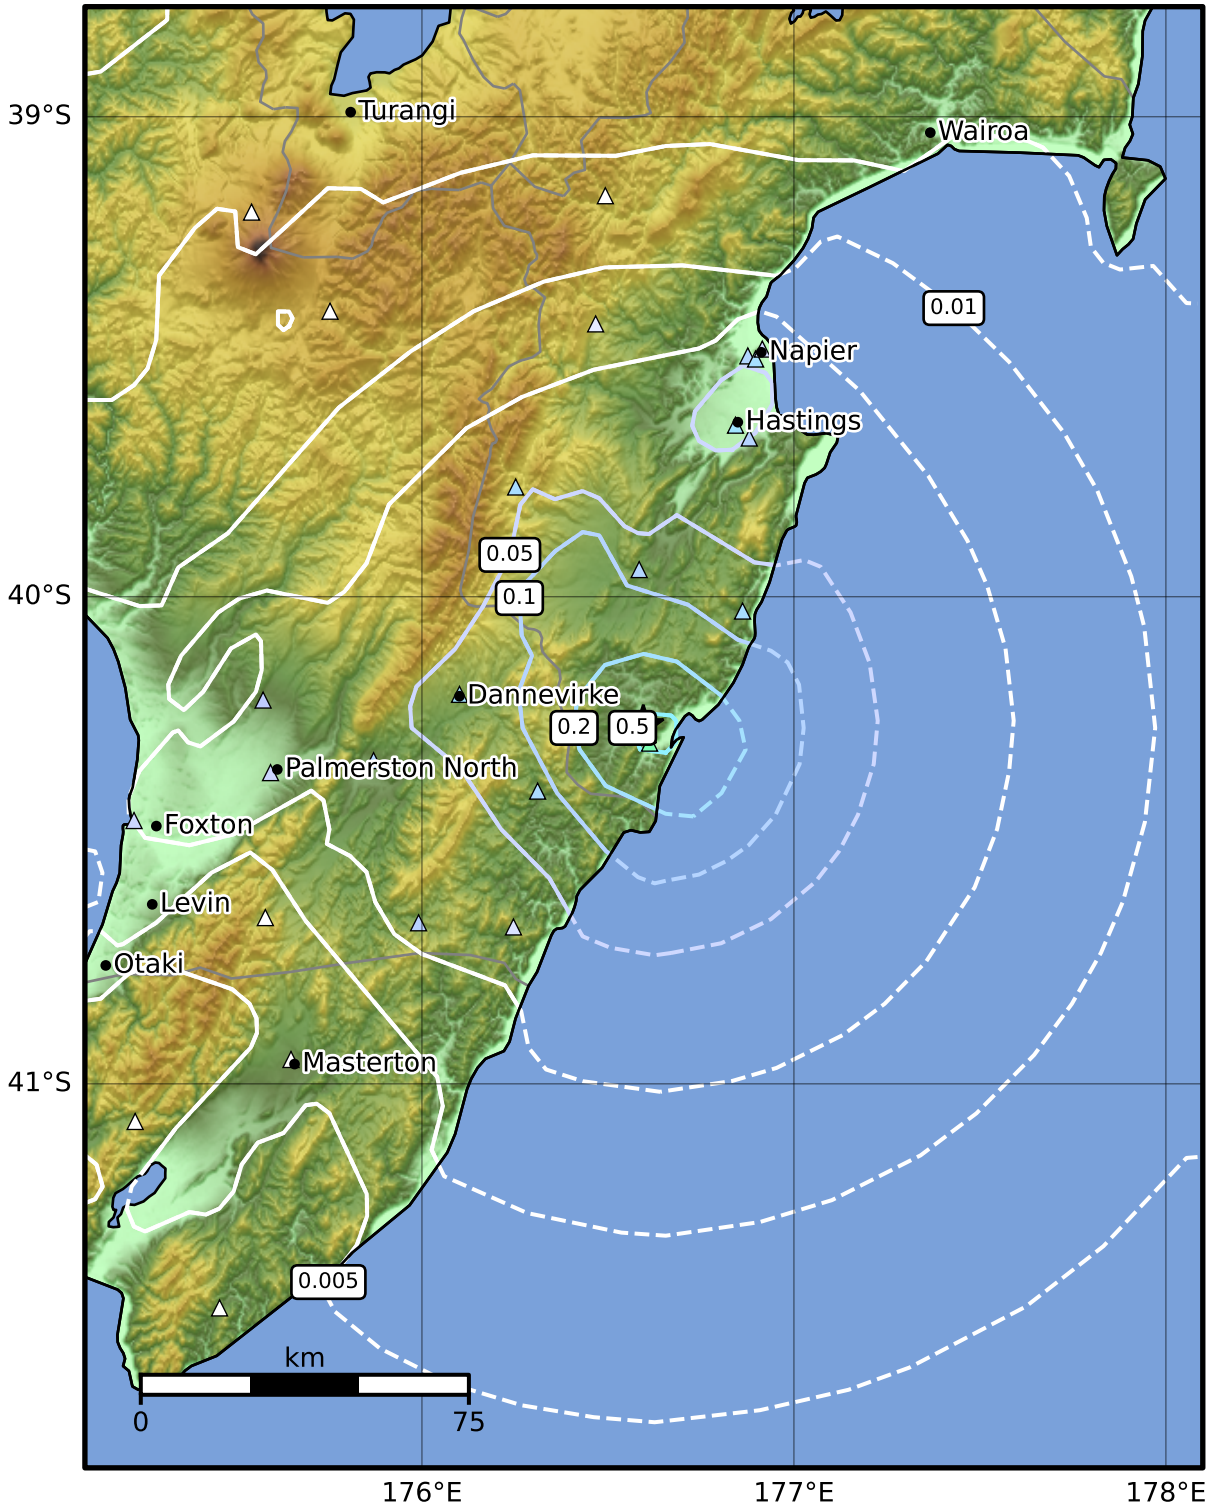 39°S
Turangi
Wairoa
0.01
Napier
Hastings
0.05
40°S
0.1
Dannevirke
0.2
0.5
Palmerston North
Foxton
Levin
Otaki
Masterton
41°S
0.005
km
0 75
176°E 177°E 178°E